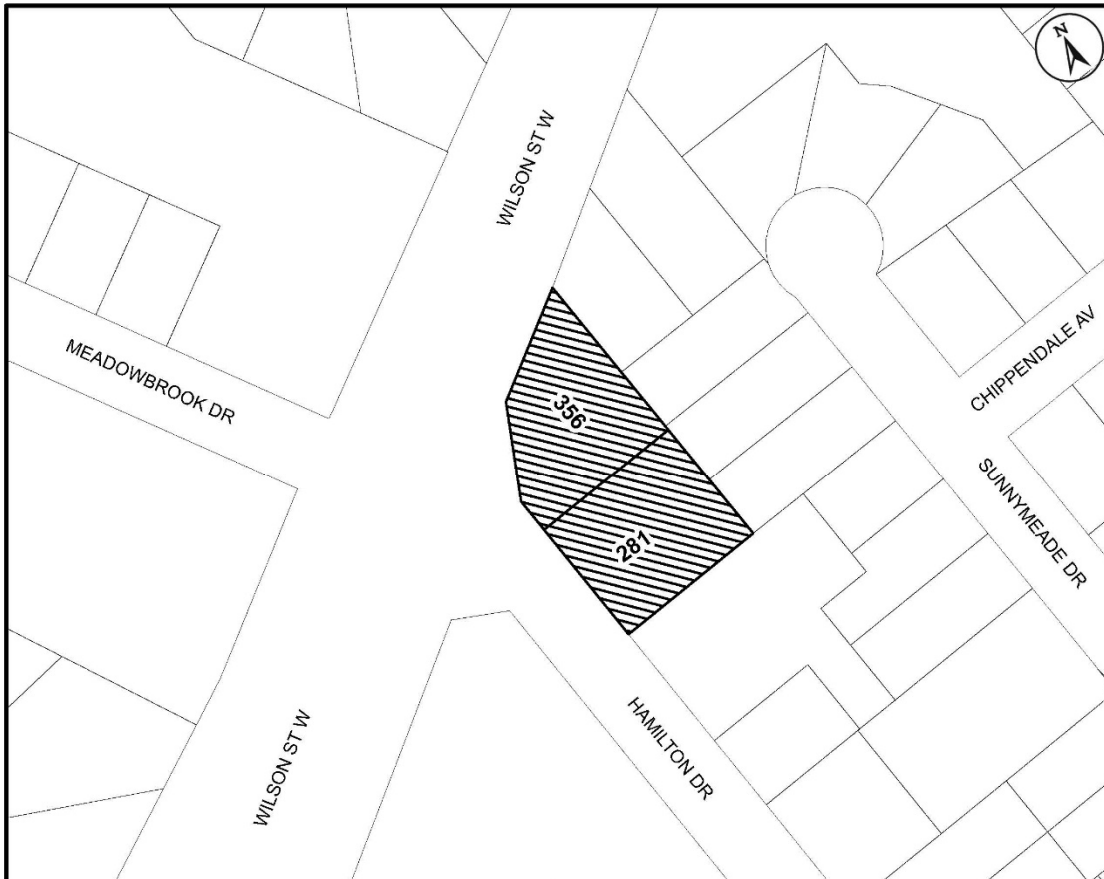 N
WILSON ST W
MEADOWBROOK DR
CHIPPENDALE AV
356
281
SUNNYMEADE DR
HAMILTON DR
WILSON ST W